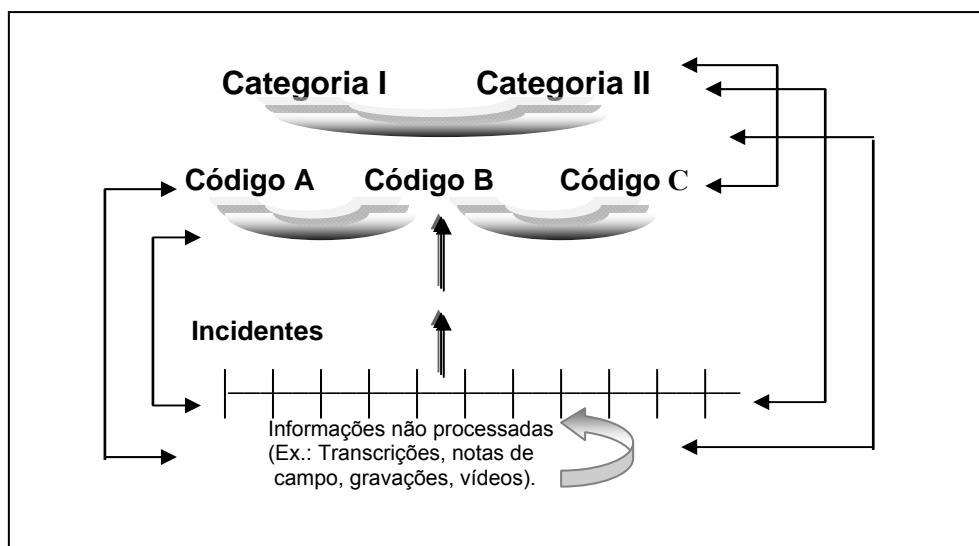 Categoria I Categoria II
Código A Código B Código C
Incidentes
Informações não processadas
(Ex.: Transcrições, notas de
campo, gravações, vídeos).